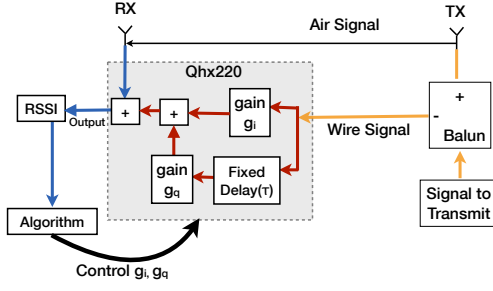 RX
TX
Air Signal
Qhx220
RSSI
Output
+
+
gain
gi
Wire Signal
+
-
Balun
gain
gq
Fixed
Delay(τ)
Signal to
Transmit
Algorithm
Control gi, gq